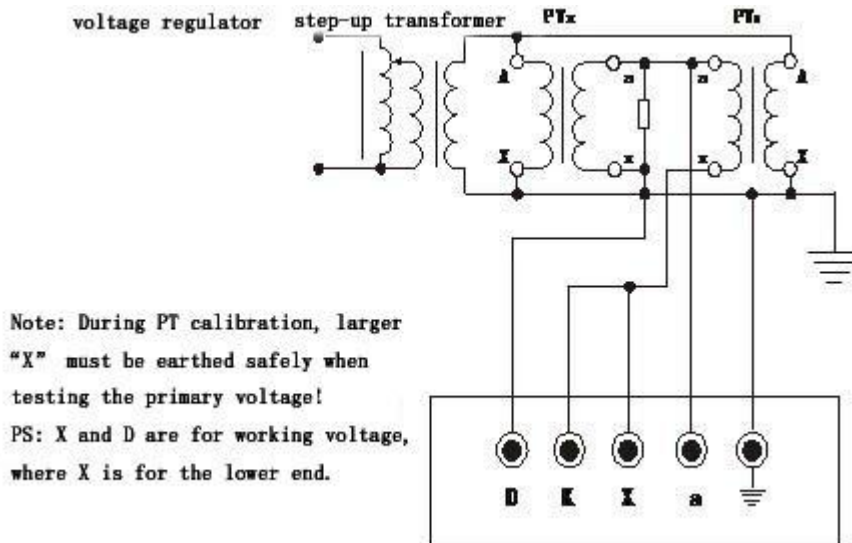 voltage regulator step-up transformer PTx PTs
A a a A
X x x X
Note: During PT calibration, larger
“X” must be earthed safely when
testing the primary voltage!
PS: X and D are for working voltage,
where X is for the lower end.
D K X a